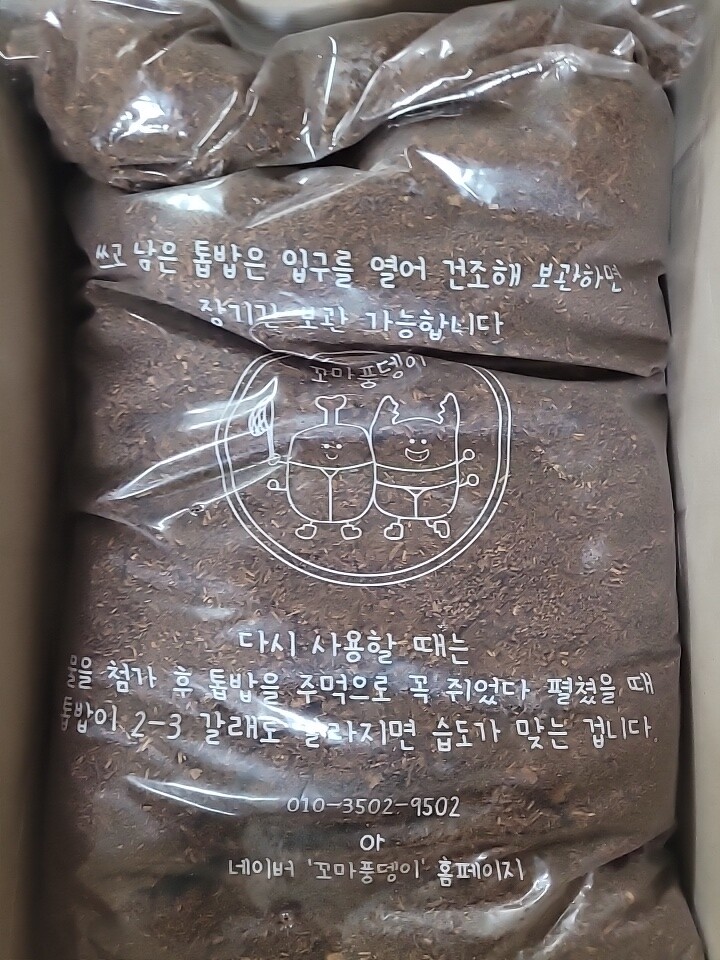 쓰고 남은 톱밥은 입구를 열어 건조해 보관하면
장기간 보관 가능합니다
꼬마풍뎅이
다시 사용할 때는
물을 첨가 후 톱밥을 주먹으로 꼭 쥐었다 펼쳤을 때
톱밥이 2-3 갈래로 갈라지면 습도가 맞는 겁니다.
010-3502-9502
or
네이버 '꼬마풍뎅이' 홈페이지